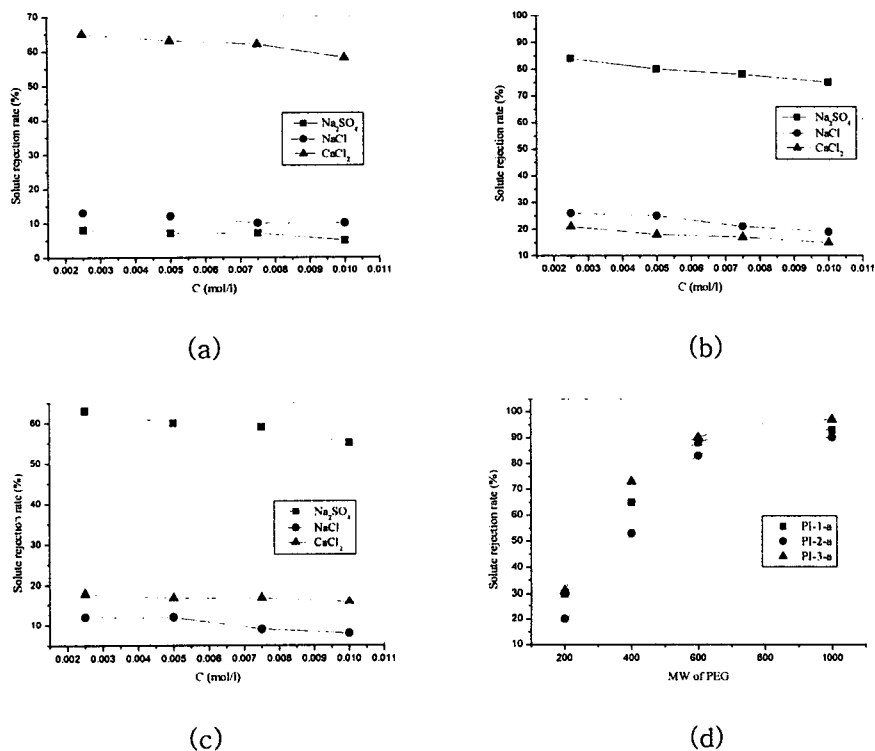 70
60
50
40
30
20
10
0
Solute rejection rate (%)
Na2SO4
NaCl
CaCl2
0.002 0.003 0.004 0.005 0.006 0.007 0.008 0.009 0.010 0.011
C (mol/l)
(a)
100
90
80
70
60
50
40
30
20
10
Solute rejection rate (%)
Na2SO4
NaCl
CaCl2
0.002 0.003 0.004 0.005 0.006 0.007 0.008 0.009 0.010 0.011
C (mol/l)
(b)
60
50
40
30
20
10
Solute rejection rate (%)
Na2SO4
NaCl
CaCl2
0.002 0.003 0.004 0.005 0.006 0.007 0.008 0.009 0.010 0.011
C (mol/l)
(c)
100
90
80
70
60
50
40
30
20
10
Solute rejection rate (%)
PI-1-a
PI-2-a
PI-3-a
200 400 600 800 1000
MW of PEG
(d)